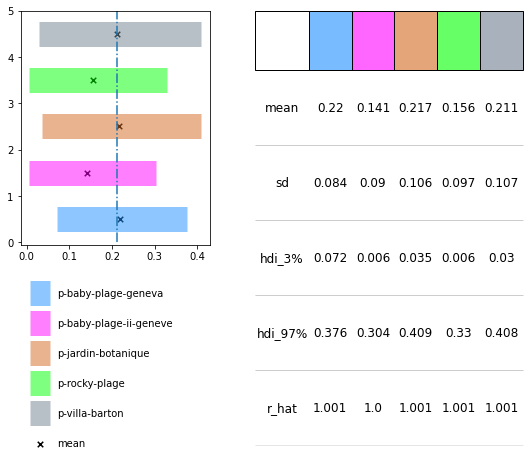 5
4
3
2
1
0
0.0 0.1 0.2 0.3 0.4
p-baby-plage-geneva
p-baby-plage-ii-geneve
p-jardin-botanique
p-rocky-plage
p-villa-barton
mean
mean 0.22 0.141 0.217 0.156 0.211
sd 0.084 0.09 0.106 0.097 0.107
hdi_3% 0.072 0.006 0.035 0.006 0.03
hdi_97% 0.376 0.304 0.409 0.33 0.408
r_hat 1.001 1.0 1.001 1.001 1.001